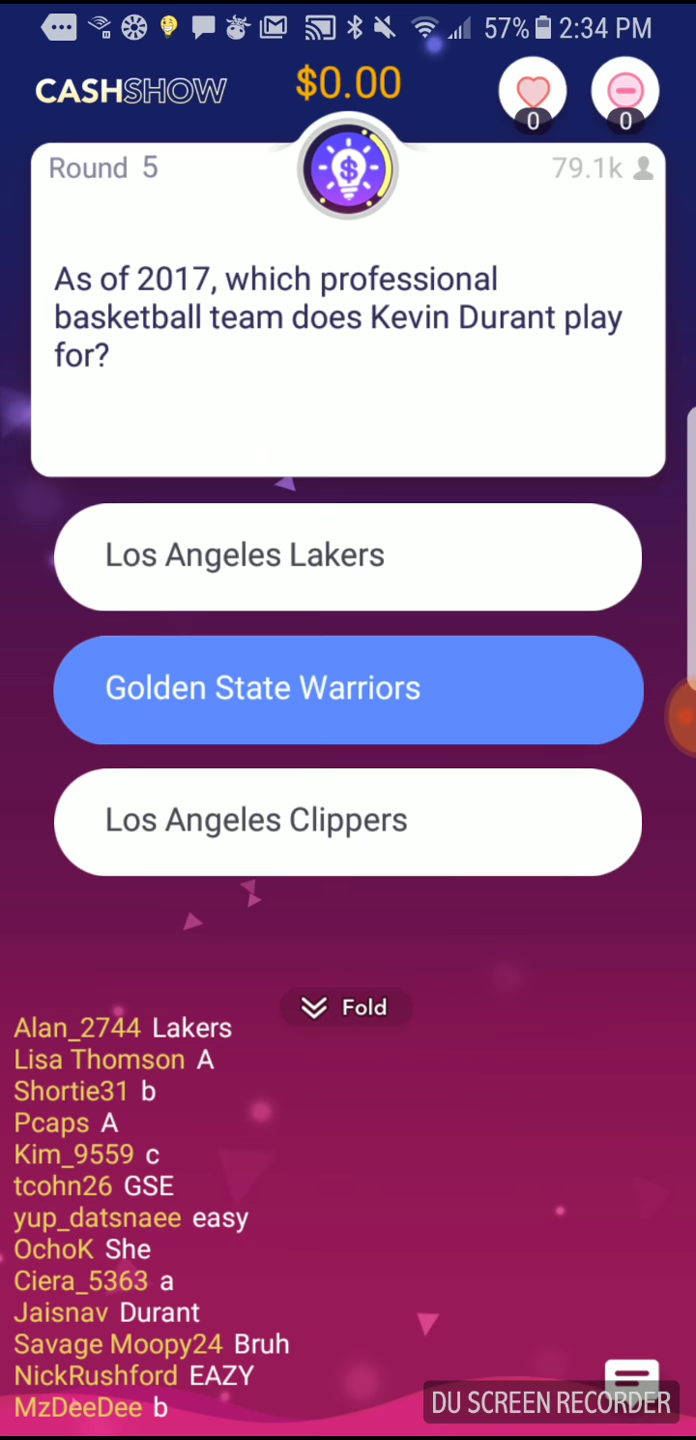 57% 2:34 PM
CASHSHOW
$0.00
0
0
Round 5
79.1k
As of 2017, which professional
basketball team does Kevin Durant play
for?
Los Angeles Lakers
Golden State Warriors
Los Angeles Clippers
Fold
Alan_2744 Lakers
Lisa Thomson A
Shortie31 b
Pcaps A
Kim_9559 c
tcohn26 GSE
yup_datsnaee easy
OchoK She
Ciera_5363 a
Jaisnav Durant
Savage Moopy24 Bruh
NickRushford EAZY
MzDeeDee b
DU SCREEN RECORDER